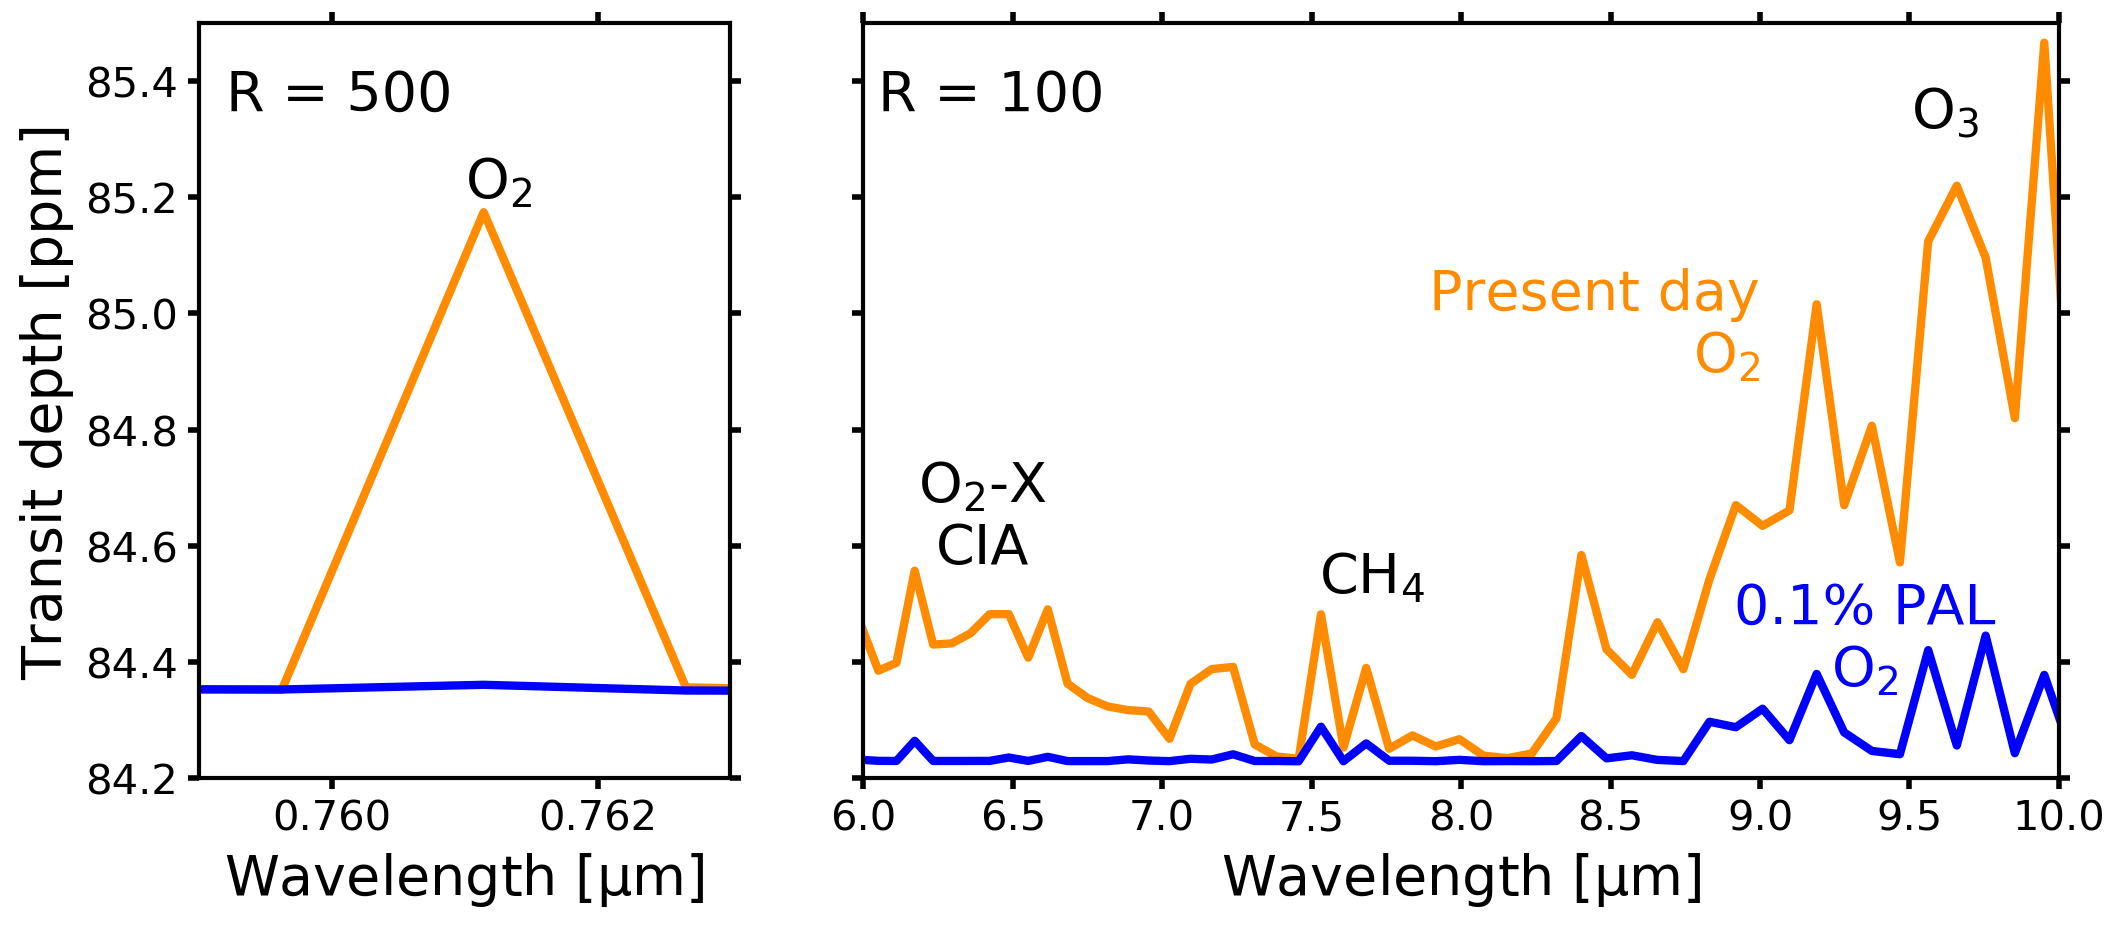 Transit depth [ppm]
85.4
85.2
85.0
84.8
84.6
84.4
84.2
R = 500
O₂
0.760
0.762
Wavelength [μm]
R = 100
O₃
Present day
O₂
O₂-X
CIA
CH₄
0.1% PAL
O₂
6.0
6.5
7.0
7.5
8.0
8.5
9.0
9.5
10.0
Wavelength [μm]